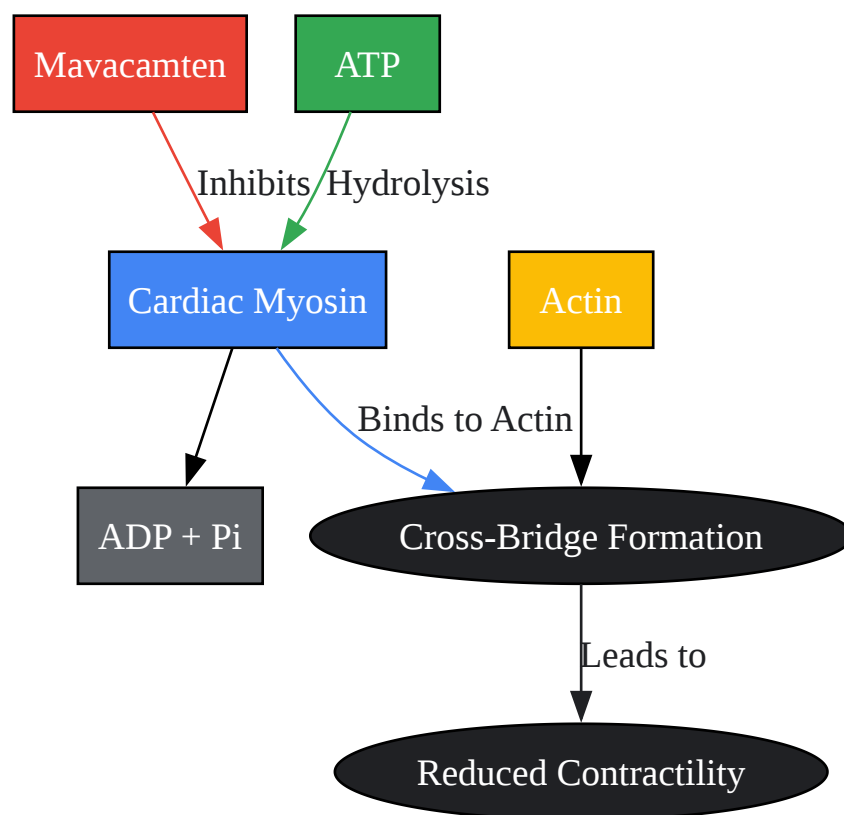 Mavacamten
ATP
Inhibits
Hydrolysis
Cardiac Myosin
Actin
Binds to Actin
ADP + Pi
Cross-Bridge Formation
Leads to
Reduced Contractility